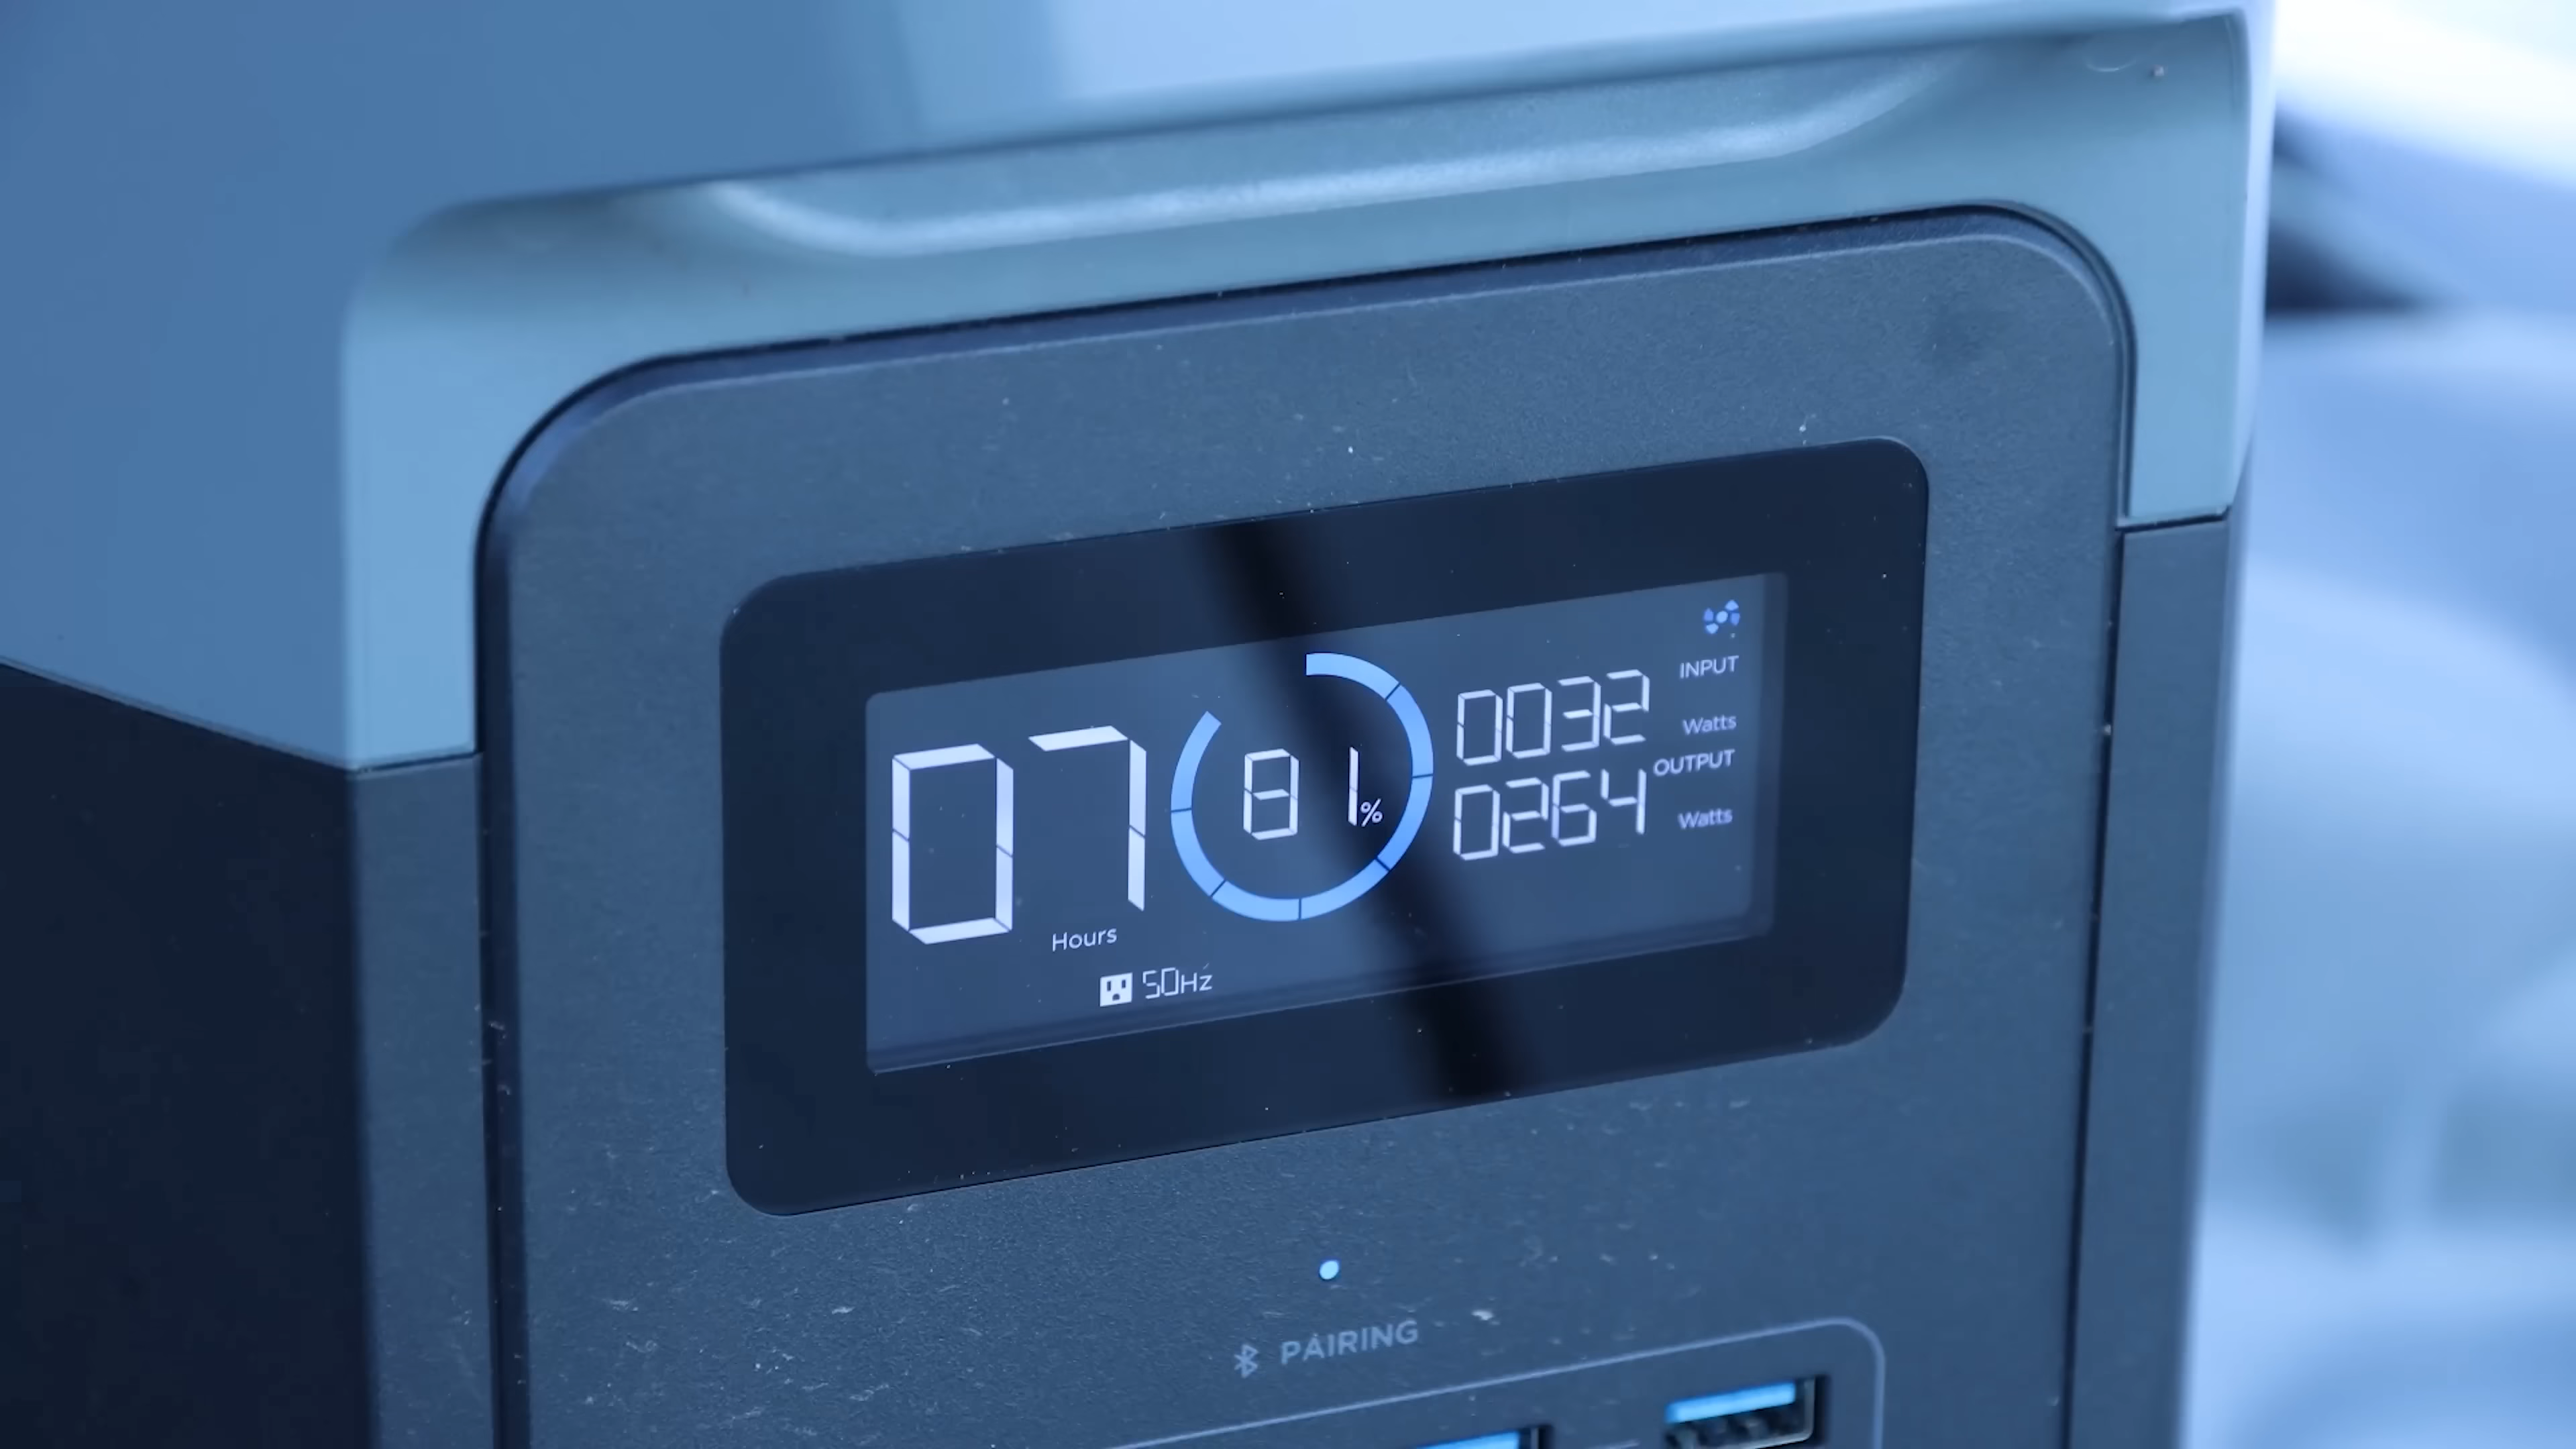 INPUT
0032 Watts
OUTPUT
0264 Watts
07 Hours
81%
50Hz
PAIRING